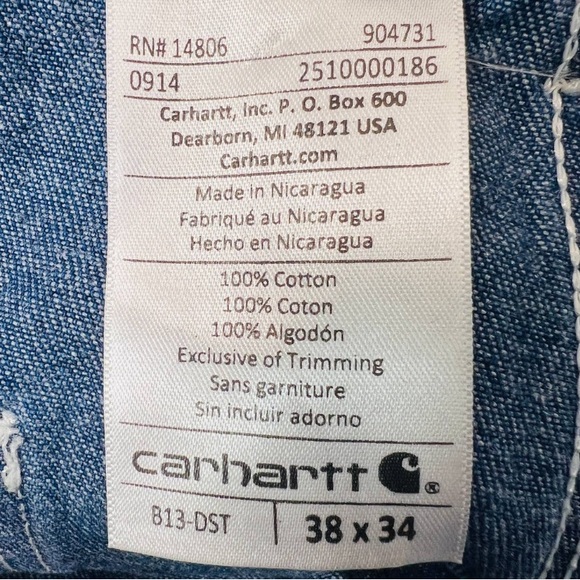 RN# 14806 904731
0914 2510000186
Carhartt, Inc. P. O. Box 600
Dearborn, MI 48121 USA
Carhartt.com
Made in Nicaragua
Fabriqué au Nicaragua
Hecho en Nicaragua
100% Cotton
100% Coton
100% Algodón
Exclusive of Trimming
Sans garniture
Sin incluir adorno
carhartt ®
B13-DST 38 x 34